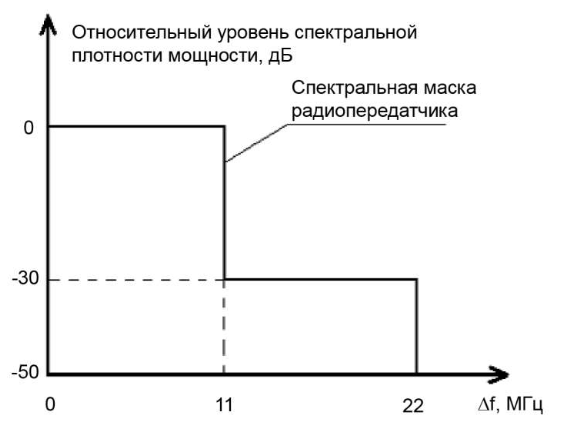 Относительный уровень спектральной
плотности мощности, дБ
Спектральная маска
радиопередатчика
0
-30
-50
0
11
22
Δf, МГц